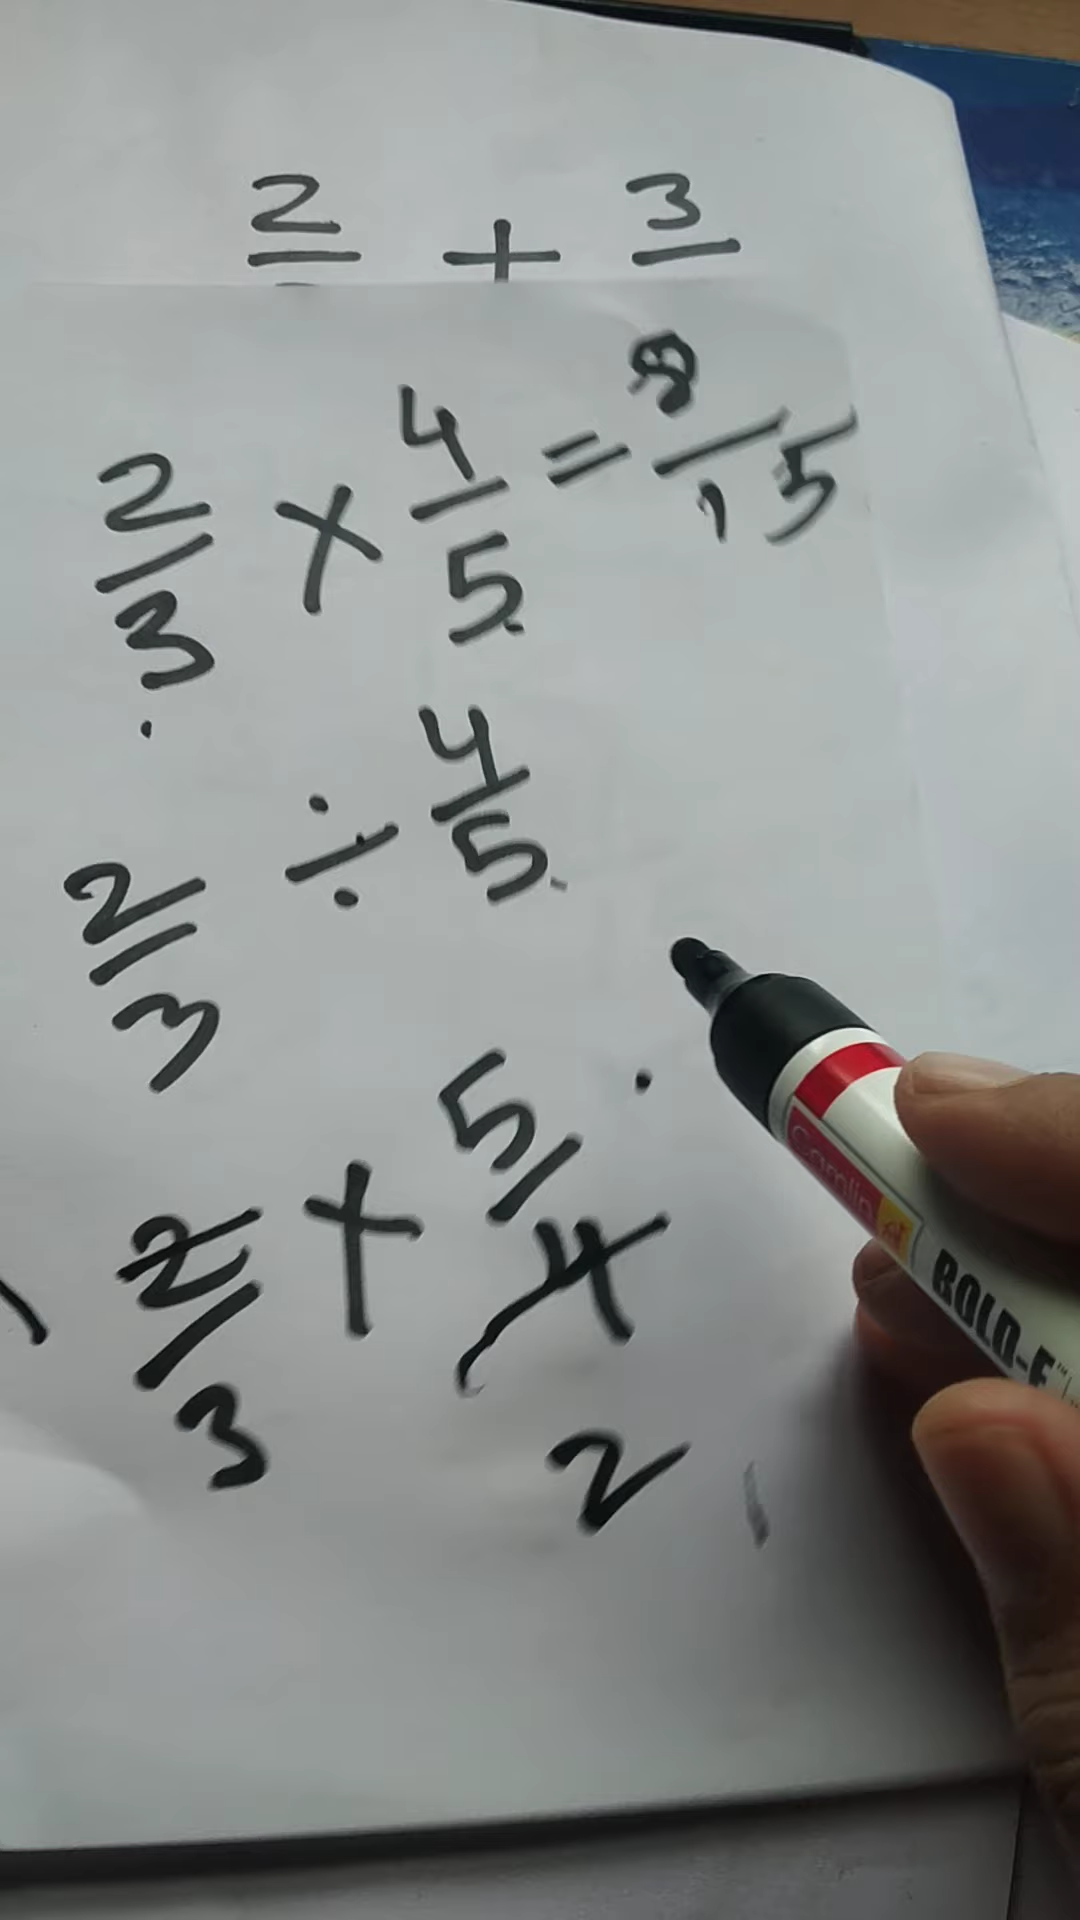 2 + 3
2/3 × 4/5 = 8/15
2/3 ÷ 4/5
2/3 × 5/4
2
Camlin
BOLD-E